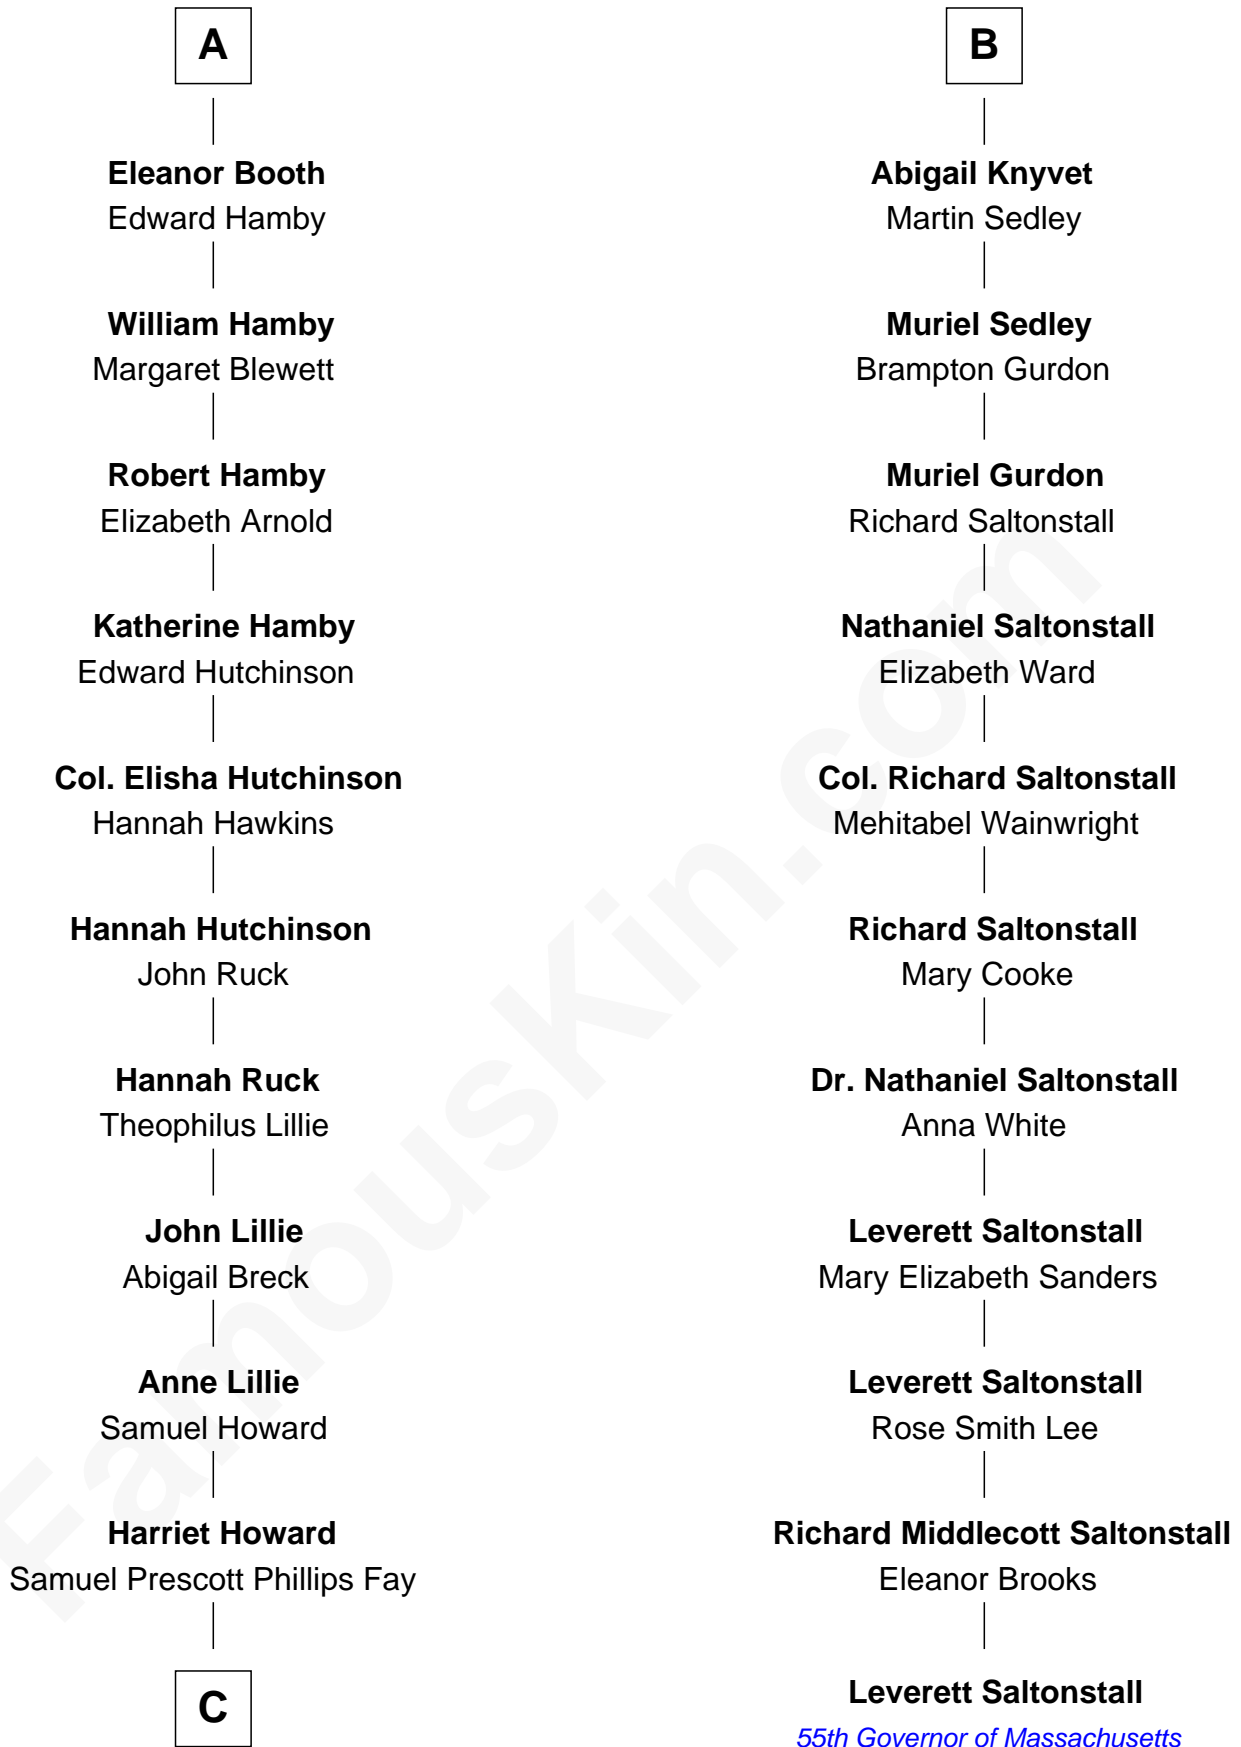 A
Eleanor Booth
Edward Hamby
William Hamby
Margaret Blewett
Robert Hamby
Elizabeth Arnold
Katherine Hamby
Edward Hutchinson
Col. Elisha Hutchinson
Hannah Hawkins
Hannah Hutchinson
John Ruck
Hannah Ruck
Theophilus Lillie
John Lillie
Abigail Breck
Anne Lillie
Samuel Howard
Harriet Howard
Samuel Prescott Phillips Fay
C
B
Abigail Knyvet
Martin Sedley
Muriel Sedley
Brampton Gurdon
Muriel Gurdon
Richard Saltonstall
Nathaniel Saltonstall
Elizabeth Ward
Col. Richard Saltonstall
Mehitabel Wainwright
Richard Saltonstall
Mary Cooke
Dr. Nathaniel Saltonstall
Anna White
Leverett Saltonstall
Mary Elizabeth Sanders
Leverett Saltonstall
Rose Smith Lee
Richard Middlecott Saltonstall
Eleanor Brooks
Leverett Saltonstall
55th Governor of Massachusetts
FamousKin.com